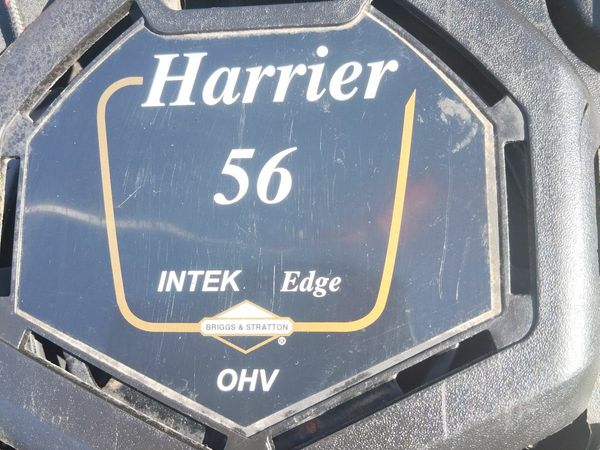 Harrier
56
INTEK Edge
BRIGGS & STRATTON
®
OHV